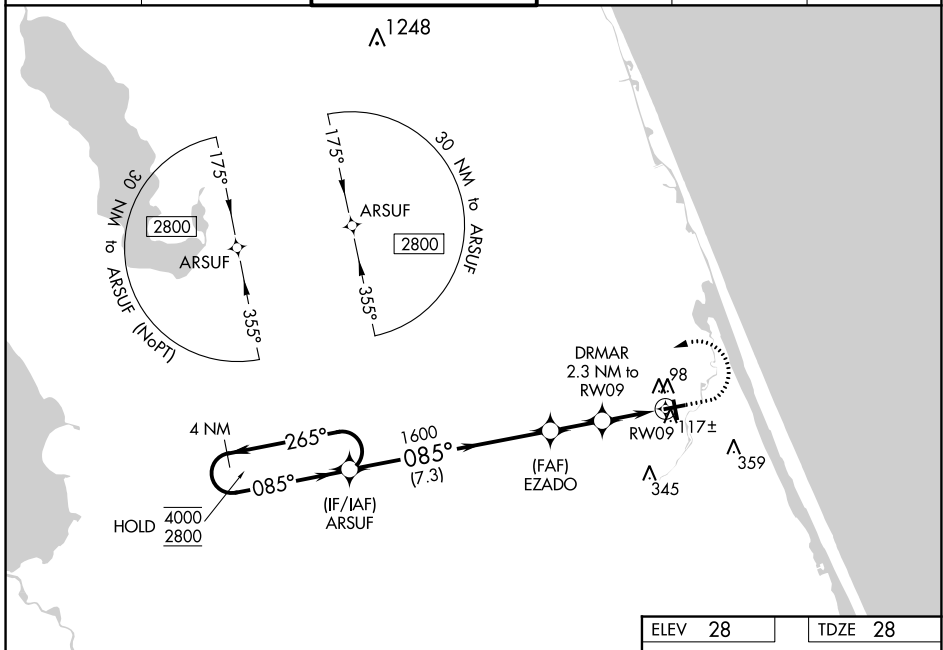 1248
175°
30 NM to ARSUF (NoPT)
2800
ARSUF
355°
175°
30 NM to ARSUF
ARSUF
2800
355°
DRMAR
2.3 NM to
RW09
98
RW09
117±
359
345
4 NM
265°
085°
HOLD
4000
2800
(IF/IAF)
ARSUF
1600
085°
(7.3)
(FAF)
EZADO
ELEV 28
TDZE 28